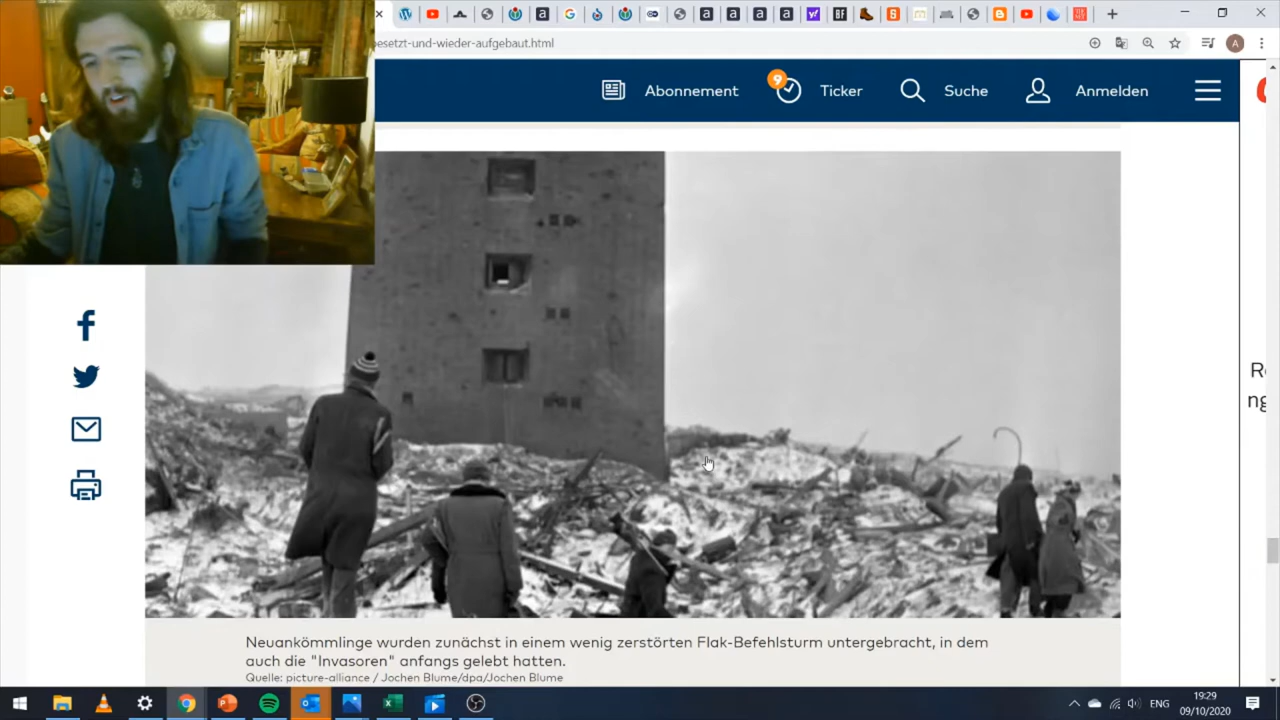 esetzt-und-wieder-aufgebaut.html
A
Abonnement
9
Ticker
Suche
Anmelden
Neuankömmlinge wurden zunächst in einem wenig zerstörten Flak-Befehlsturm untergebracht, in dem
auch die "Invasoren" anfangs gelebt hatten.
Quelle: picture-alliance / Jochen Blume/dpa/Jochen Blume
ENG
19:29
09/10/2020